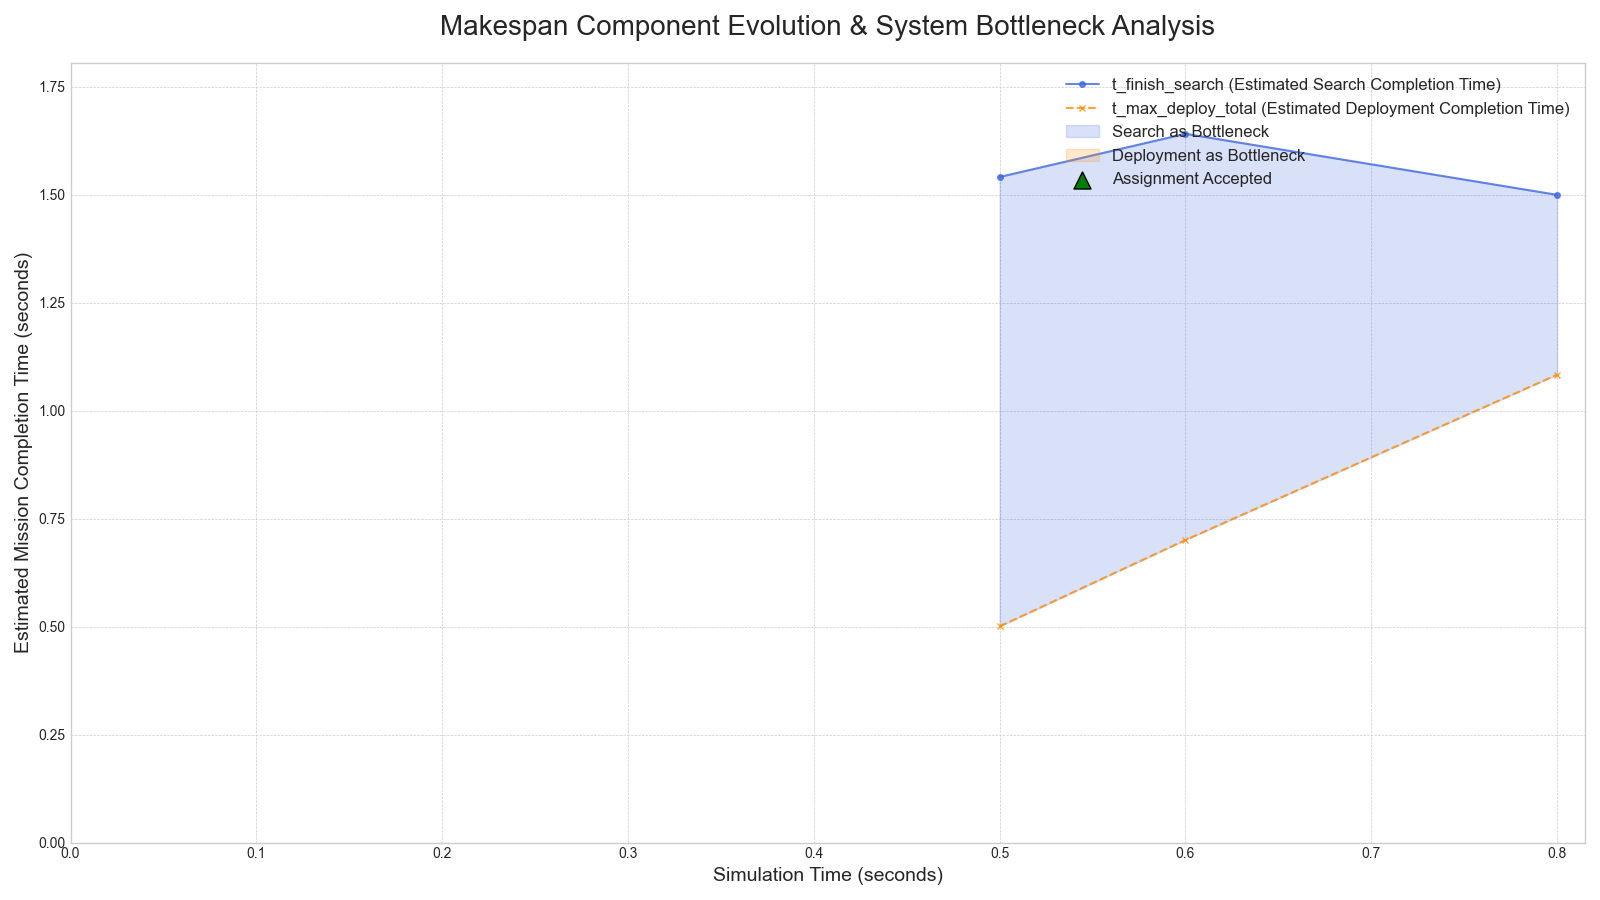 Makespan Component Evolution & System Bottleneck Analysis
t_finish_search (Estimated Search Completion Time)
t_max_deploy_total (Estimated Deployment Completion Time)
Search as Bottleneck
Deployment as Bottleneck
Assignment Accepted
Estimated Mission Completion Time (seconds)
1.75
1.50
1.25
1.00
0.75
0.50
0.25
0.00
0.0 0.1 0.2 0.3 0.4 0.5 0.6 0.7 0.8
Simulation Time (seconds)